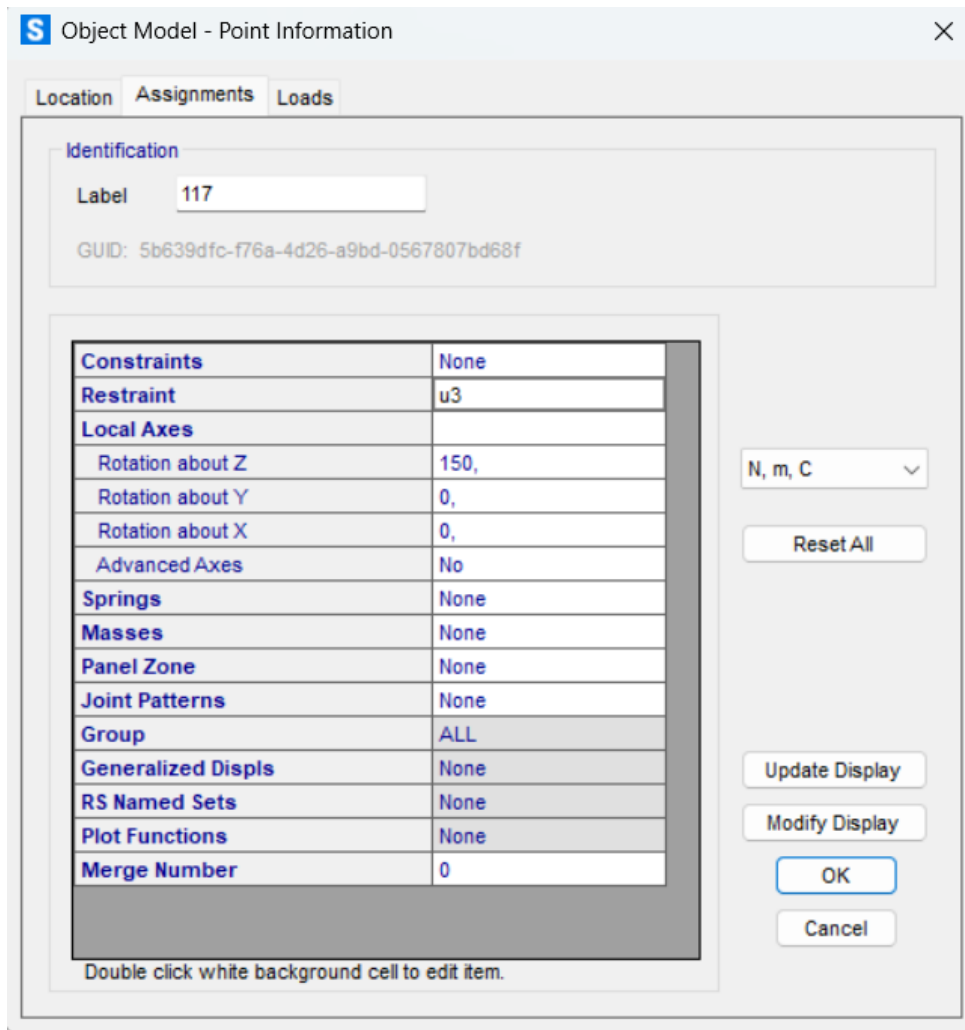 S Object Model - Point Information
Location Assignments Loads
Identification
Label 117
GUID: 5b639dfc-f76a-4d26-a9bd-0567807bd68f
Constraints None
Restraint u3
Local Axes
Rotation about Z 150,
Rotation about Y 0,
Rotation about X 0,
Advanced Axes No
Springs None
Masses None
Panel Zone None
Joint Patterns None
Group ALL
Generalized Displs None
RS Named Sets None
Plot Functions None
Merge Number 0
Double click white background cell to edit item.
N, m, C
Reset All
Update Display
Modify Display
OK
Cancel